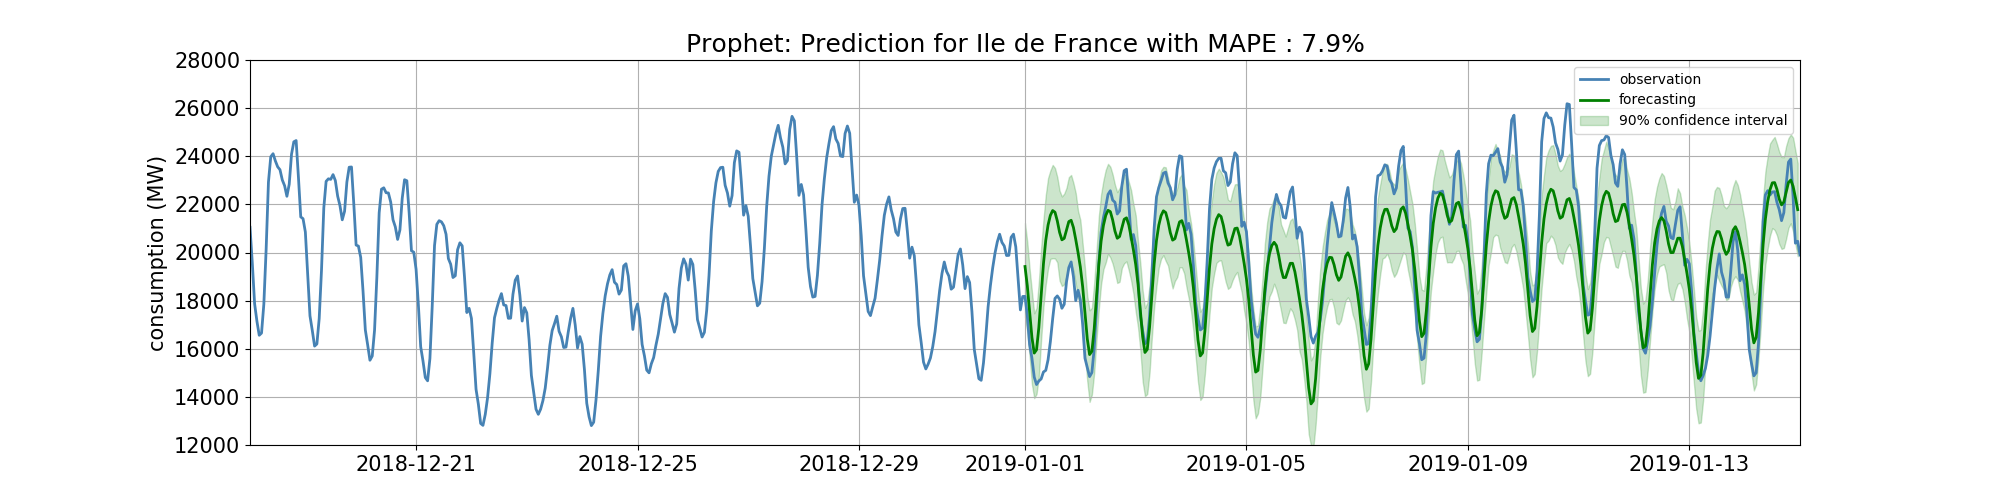 Prophet: Prediction for Ile de France with MAPE : 7.9%
consumption (MW)
28000
26000
24000
22000
20000
18000
16000
14000
12000
observation
forecasting
90% confidence interval
2018-12-21 2018-12-25 2018-12-29 2019-01-01 2019-01-05 2019-01-09 2019-01-13